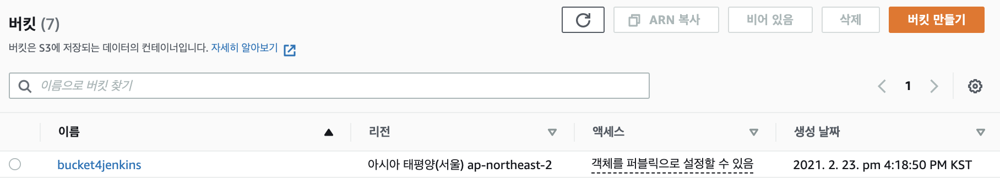 버킷 (7)
ARN 복사
비어 있음
삭제
버킷 만들기
버킷은 S3에 저장되는 데이터의 컨테이너입니다. 자세히 알아보기
이름으로 버킷 찾기
1
이름 리전 액세스 생성 날짜
bucket4jenkins 아시아 태평양(서울) ap-northeast-2 객체를 퍼블릭으로 설정할 수 있음 2021. 2. 23. pm 4:18:50 PM KST